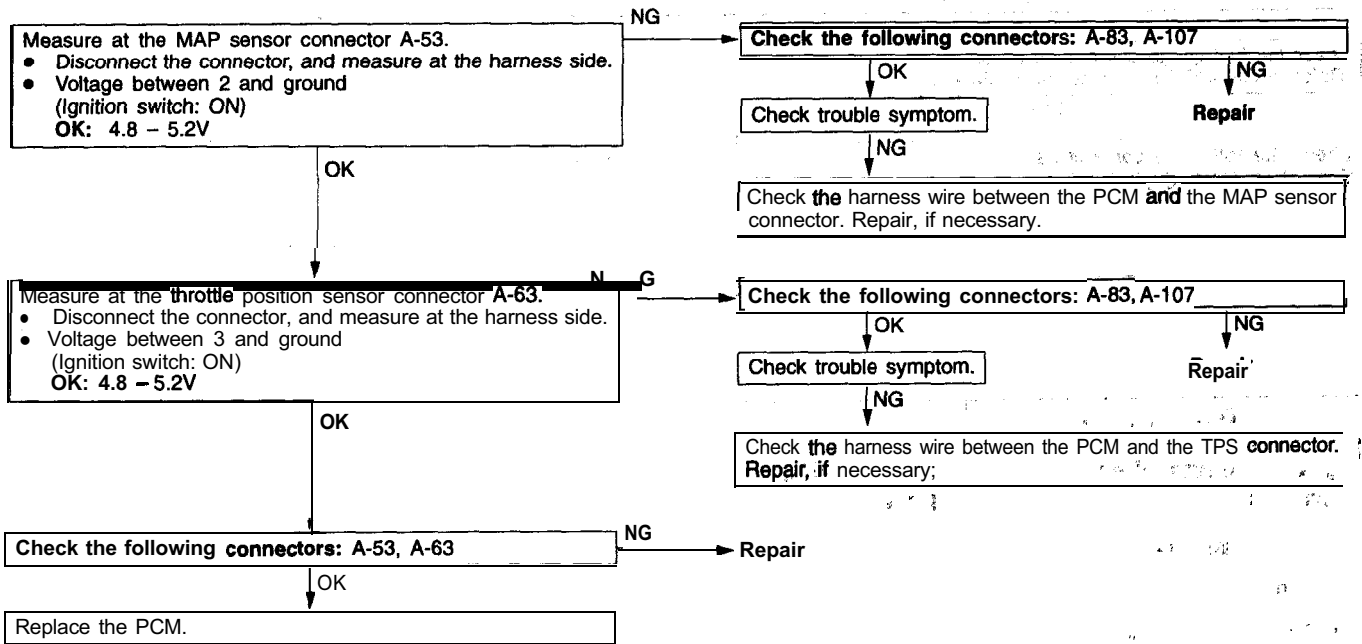 NG
Measure at the MAP sensor connector A-53.
• Disconnect the connector, and measure at the harness side.
• Voltage between 2 and ground
(Ignition switch: ON)
OK: 4.8 – 5.2V
Check the following connectors: A-83, A-107
OK
NG
Check trouble symptom.
Repair
NG
OK
Check the harness wire between the PCM and the MAP sensor
connector. Repair, if necessary.
N G
Measure at the throttle position sensor connector A-63.
• Disconnect the connector, and measure at the harness side.
• Voltage between 3 and ground
(Ignition switch: ON)
OK: 4.8 – 5.2V
Check the following connectors: A-83, A-107
OK
NG
Check trouble symptom.
Repair
NG
OK
Check the harness wire between the PCM and the TPS connector.
Repair, if necessary;
Check the following connectors: A-53, A-63
NG
Repair
OK
Replace the PCM.